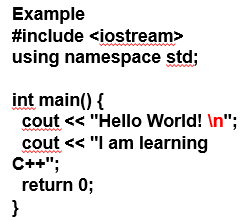 Example
#include <iostream>
using namespace std;

int main() {
  cout << "Hello World! \n";
  cout << "I am learning
C++";
  return 0;
}